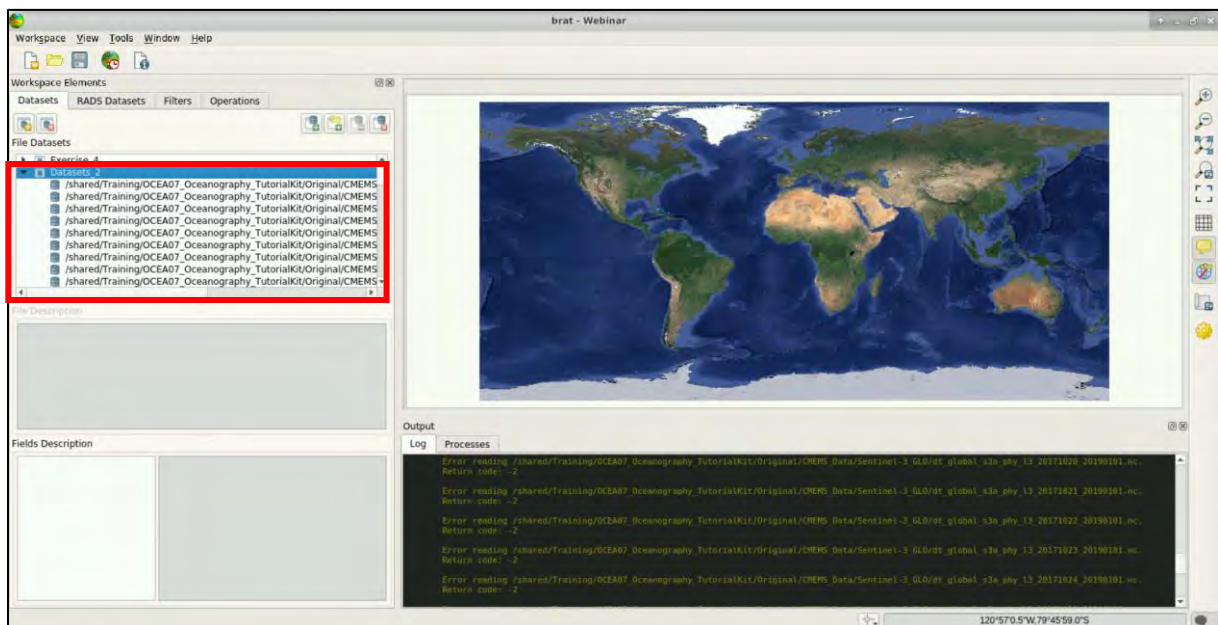 brat - Webinar
Workspace View Tools Window Help
Workspace Elements
Datasets RADS Datasets Filters Operations
File Datasets
Exercise_4
Datasets_2
/shared/Training/OCEA07_Oceanography_TutorialKit/Original/CMEMS
/shared/Training/OCEA07_Oceanography_TutorialKit/Original/CMEMS
/shared/Training/OCEA07_Oceanography_TutorialKit/Original/CMEMS
/shared/Training/OCEA07_Oceanography_TutorialKit/Original/CMEMS
/shared/Training/OCEA07_Oceanography_TutorialKit/Original/CMEMS
/shared/Training/OCEA07_Oceanography_TutorialKit/Original/CMEMS
/shared/Training/OCEA07_Oceanography_TutorialKit/Original/CMEMS
/shared/Training/OCEA07_Oceanography_TutorialKit/Original/CMEMS
/shared/Training/OCEA07_Oceanography_TutorialKit/Original/CMEMS
File Description
Fields Description
Output
Log Processes
Error reading /shared/Training/OCEA07_Oceanography_TutorialKit/Original/CMEMS_Data/Sentinel-3_GLO/dt_global_s3a_phy_l3_20171020_20190101.nc.
Return code: -2
Error reading /shared/Training/OCEA07_Oceanography_TutorialKit/Original/CMEMS_Data/Sentinel-3_GLO/dt_global_s3a_phy_l3_20171021_20190101.nc.
Return code: -2
Error reading /shared/Training/OCEA07_Oceanography_TutorialKit/Original/CMEMS_Data/Sentinel-3_GLO/dt_global_s3a_phy_l3_20171022_20190101.nc.
Return code: -2
Error reading /shared/Training/OCEA07_Oceanography_TutorialKit/Original/CMEMS_Data/Sentinel-3_GLO/dt_global_s3a_phy_l3_20171023_20190101.nc.
Return code: -2
Error reading /shared/Training/OCEA07_Oceanography_TutorialKit/Original/CMEMS_Data/Sentinel-3_GLO/dt_global_s3a_phy_l3_20171024_20190101.nc.
Return code: -2
120°57'0.5"W,79°45'59.0"S